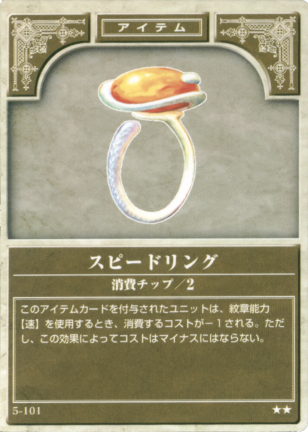 アイテム
スピードリング
消費チップ／2
このアイテムカードを付与されたユニットは、紋章能力
【速】を使用するとき、消費するコストが－1される。ただ
し、この効果によってコストはマイナスにはならない。
5-101 ★★